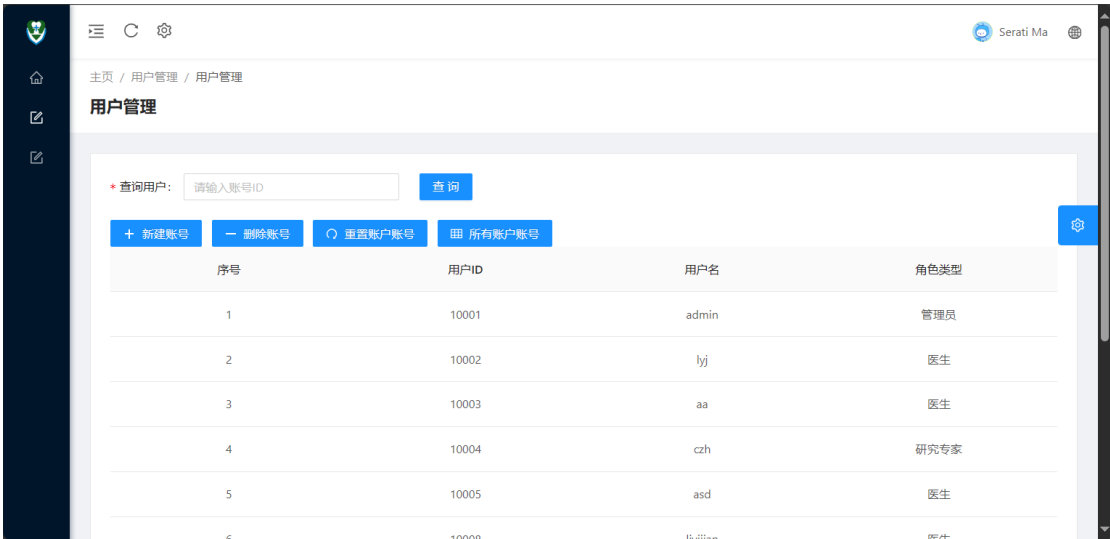 Serati Ma
主页 / 用户管理 / 用户管理
用户管理
* 查询用户： 请输入账号ID 查 询
新建账号 删除账号 重置账户账号 所有账户账号
序号 用户ID 用户名 角色类型
1 10001 admin 管理员
2 10002 lyj 医生
3 10003 aa 医生
4 10004 czh 研究专家
5 10005 asd 医生
6 10008 医生